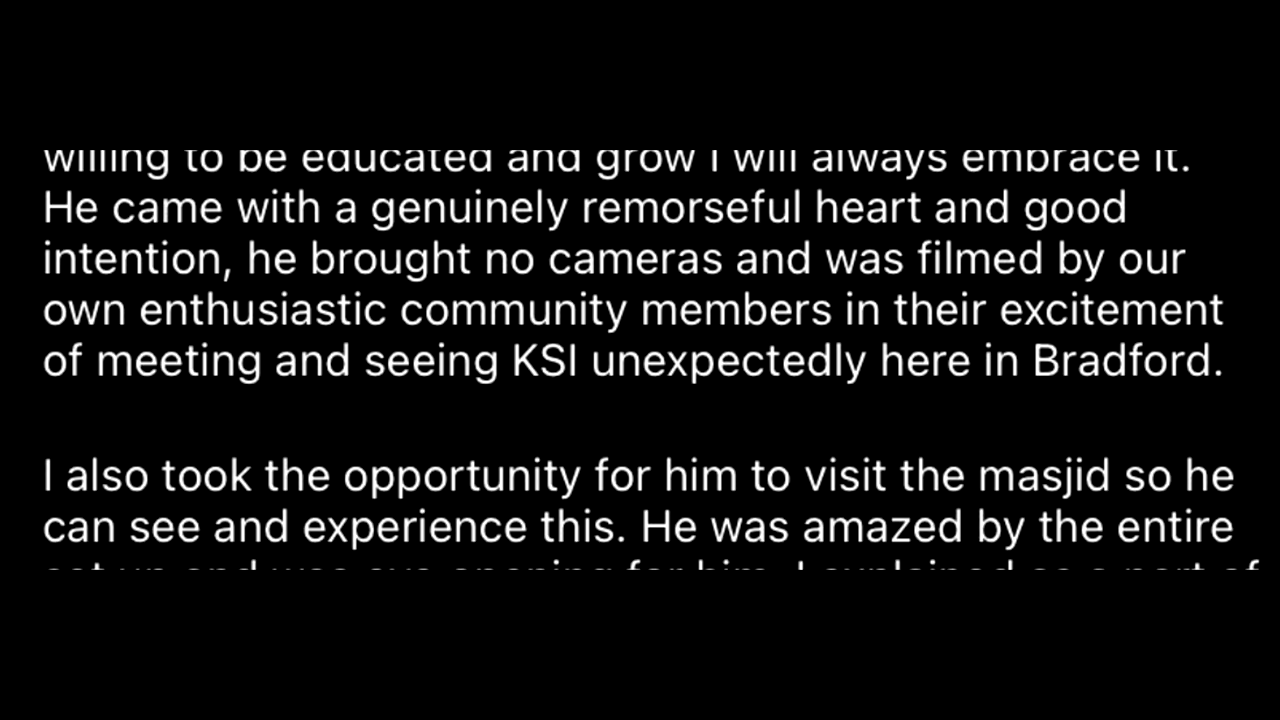 willing to be educated and grow I will always embrace it.
He came with a genuinely remorseful heart and good
intention, he brought no cameras and was filmed by our
own enthusiastic community members in their excitement
of meeting and seeing KSI unexpectedly here in Bradford.
I also took the opportunity for him to visit the masjid so he
can see and experience this. He was amazed by the entire
set up and was eye opening for him. I explained as a part of